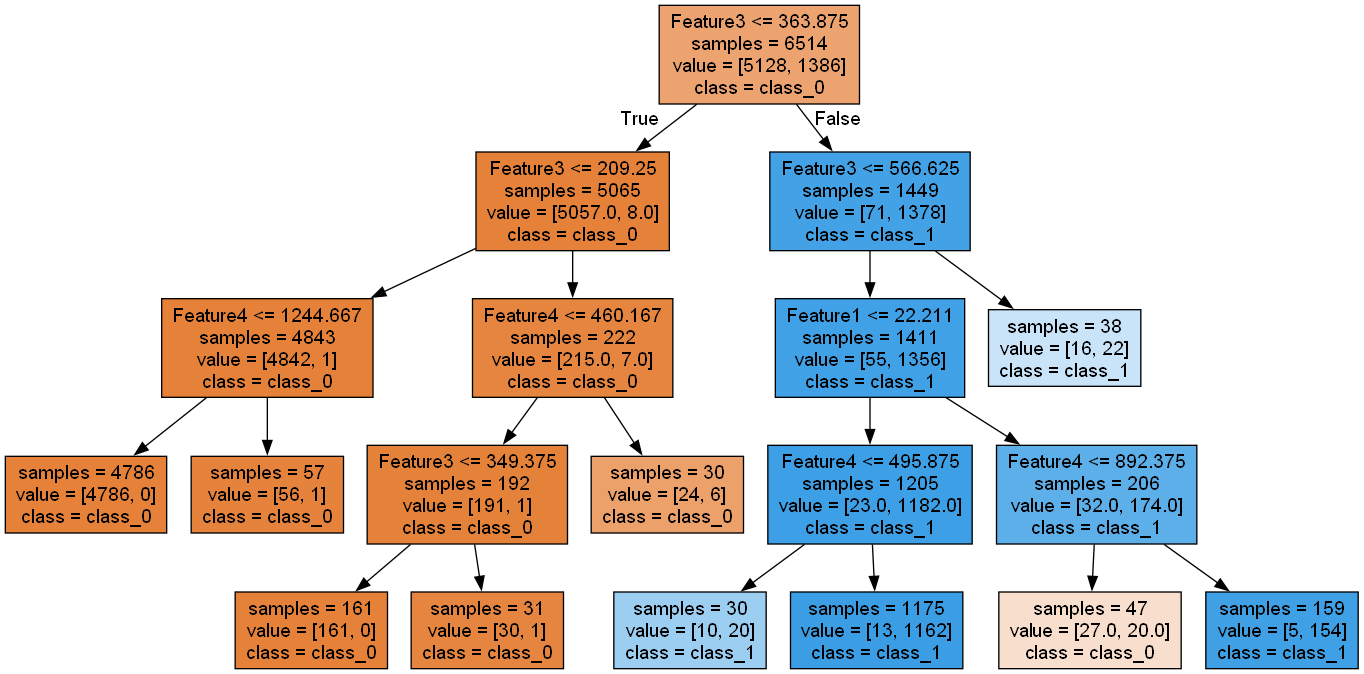 Feature3 <= 363.875
samples = 6514
value = [5128, 1386]
class = class_0
True
False
Feature3 <= 209.25
samples = 5065
value = [5057.0, 8.0]
class = class_0
Feature3 <= 566.625
samples = 1449
value = [71, 1378]
class = class_1
Feature4 <= 1244.667
samples = 4843
value = [4842, 1]
class = class_0
Feature4 <= 460.167
samples = 222
value = [215.0, 7.0]
class = class_0
Feature1 <= 22.211
samples = 1411
value = [55, 1356]
class = class_1
samples = 38
value = [16, 22]
class = class_1
samples = 4786
value = [4786, 0]
class = class_0
samples = 57
value = [56, 1]
class = class_0
Feature3 <= 349.375
samples = 192
value = [191, 1]
class = class_0
samples = 30
value = [24, 6]
class = class_0
Feature4 <= 495.875
samples = 1205
value = [23.0, 1182.0]
class = class_1
Feature4 <= 892.375
samples = 206
value = [32.0, 174.0]
class = class_1
samples = 161
value = [161, 0]
class = class_0
samples = 31
value = [30, 1]
class = class_0
samples = 30
value = [10, 20]
class = class_1
samples = 1175
value = [13, 1162]
class = class_1
samples = 47
value = [27.0, 20.0]
class = class_0
samples = 159
value = [5, 154]
class = class_1